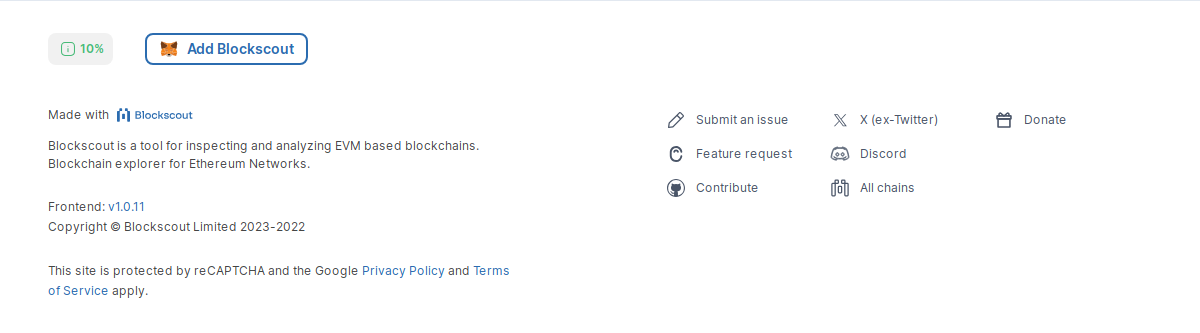 10%
Add Blockscout
Made with Blockscout
Blockscout is a tool for inspecting and analyzing EVM based blockchains.
Blockchain explorer for Ethereum Networks.
Frontend: v1.0.11
Copyright © Blockscout Limited 2023-2022
This site is protected by reCAPTCHA and the Google Privacy Policy and Terms
of Service apply.
Submit an issue
Feature request
Contribute
X (ex-Twitter)
Discord
All chains
Donate